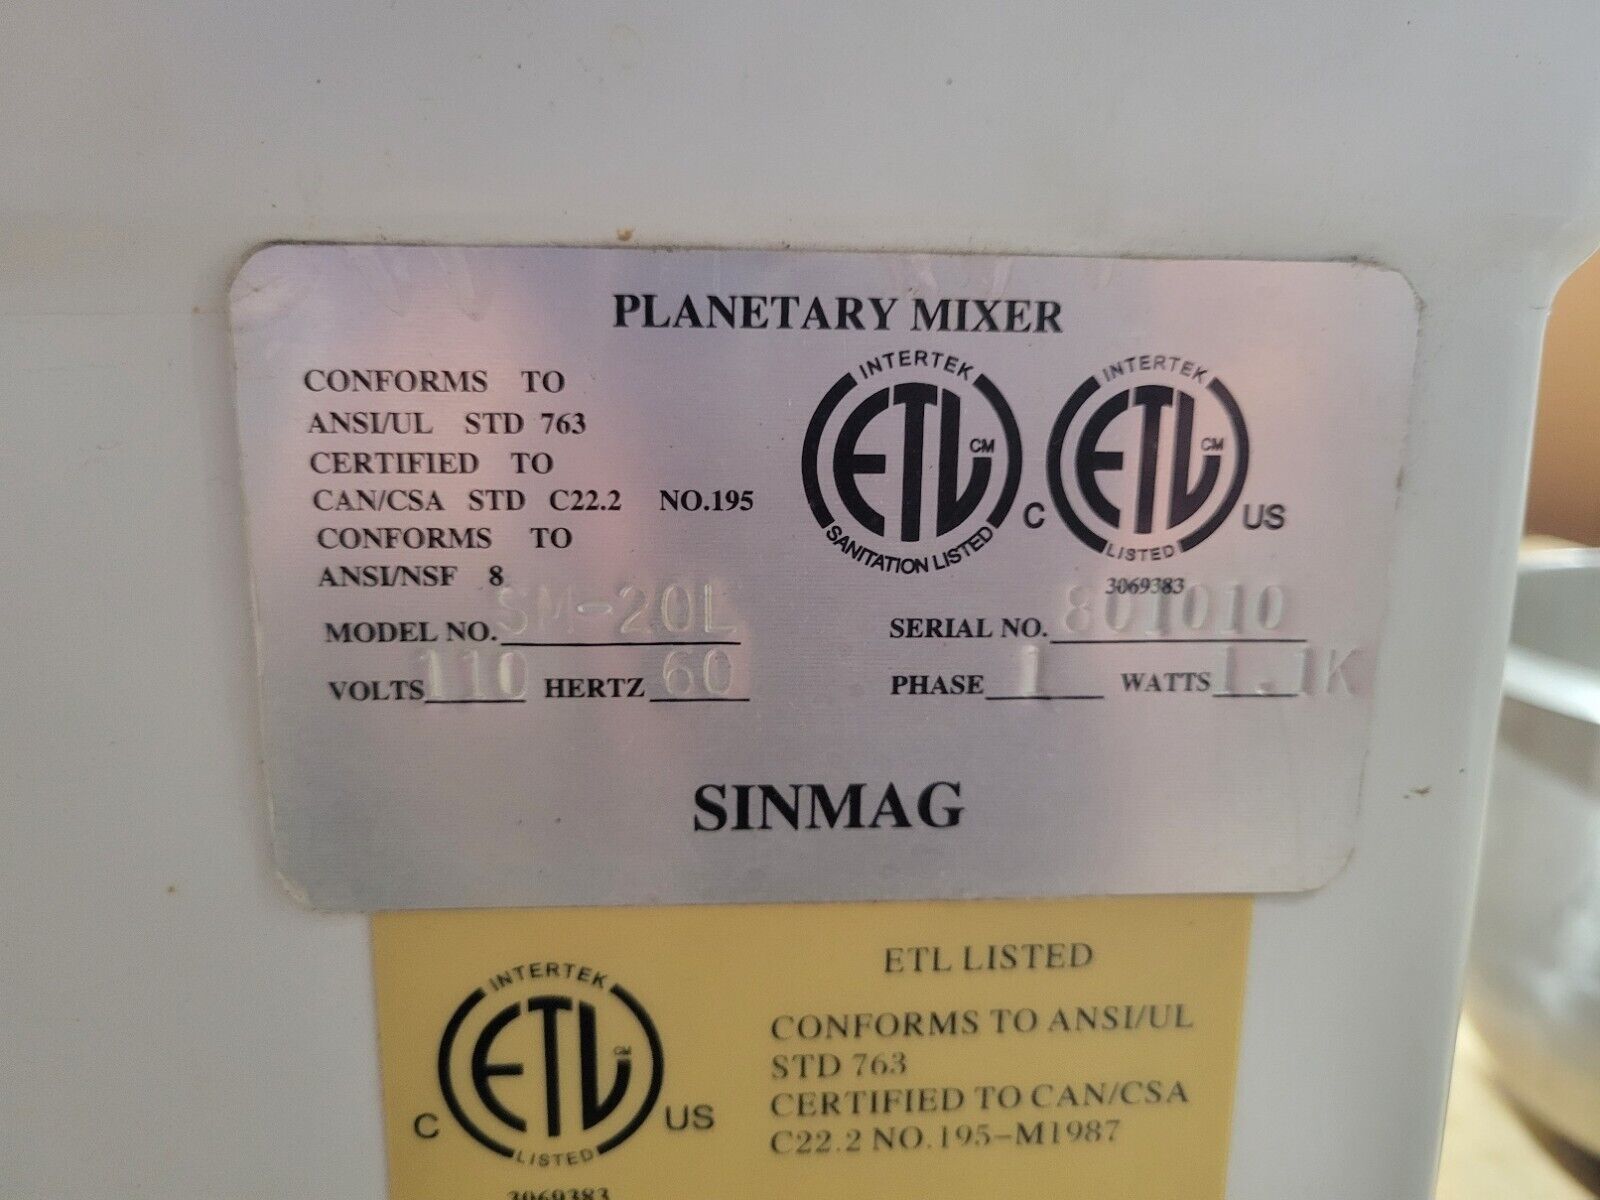 PLANETARY MIXER
CONFORMS TO
ANSI/UL STD 763
CERTIFIED TO
CAN/CSA STD C22.2 NO.195
CONFORMS TO
ANSI/NSF 8
INTERTEK
ETL CM
SANITATION LISTED
INTERTEK
C ETL CM US
LISTED
3069383
MODEL NO. SM-20L SERIAL NO. 801010
VOLTS 110 HERTZ 60 PHASE 1 WATTS 1.1K
SINMAG
INTERTEK
C ETL CM US
LISTED
3069383
ETL LISTED
CONFORMS TO ANSI/UL
STD 763
CERTIFIED TO CAN/CSA
C22.2 NO.195-M1987